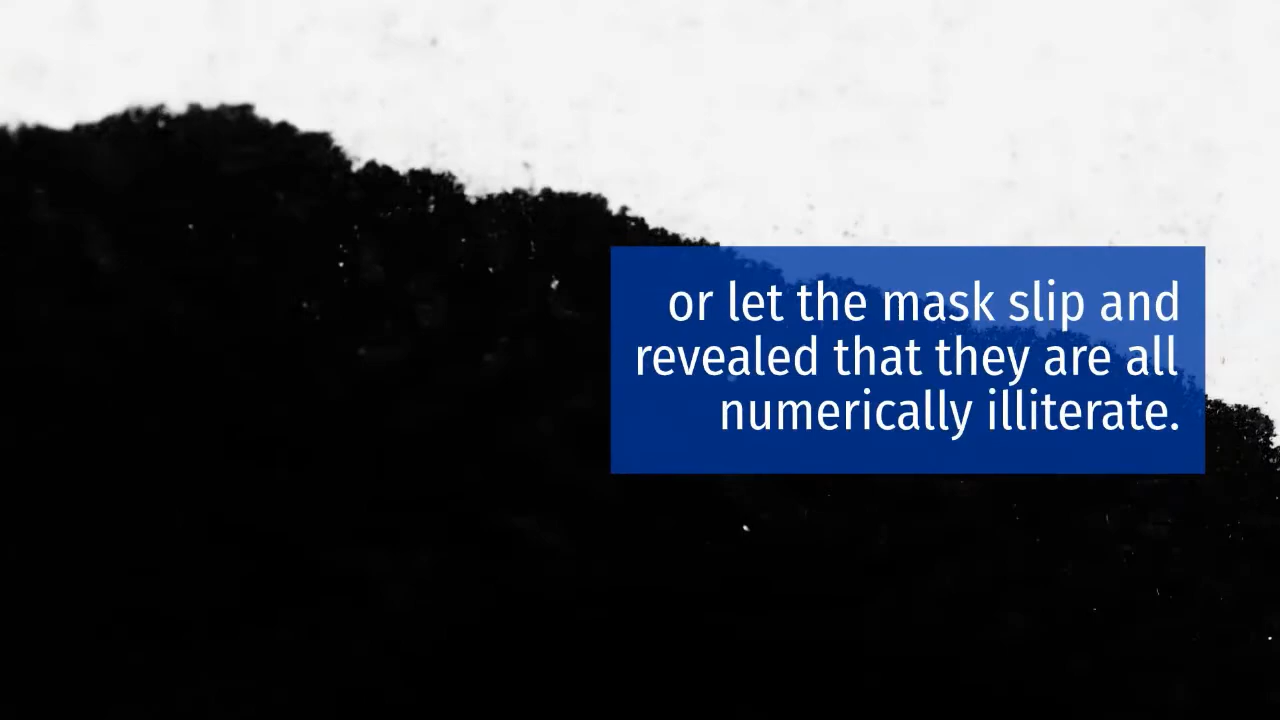 or let the mask slip and
revealed that they are all
numerically illiterate.